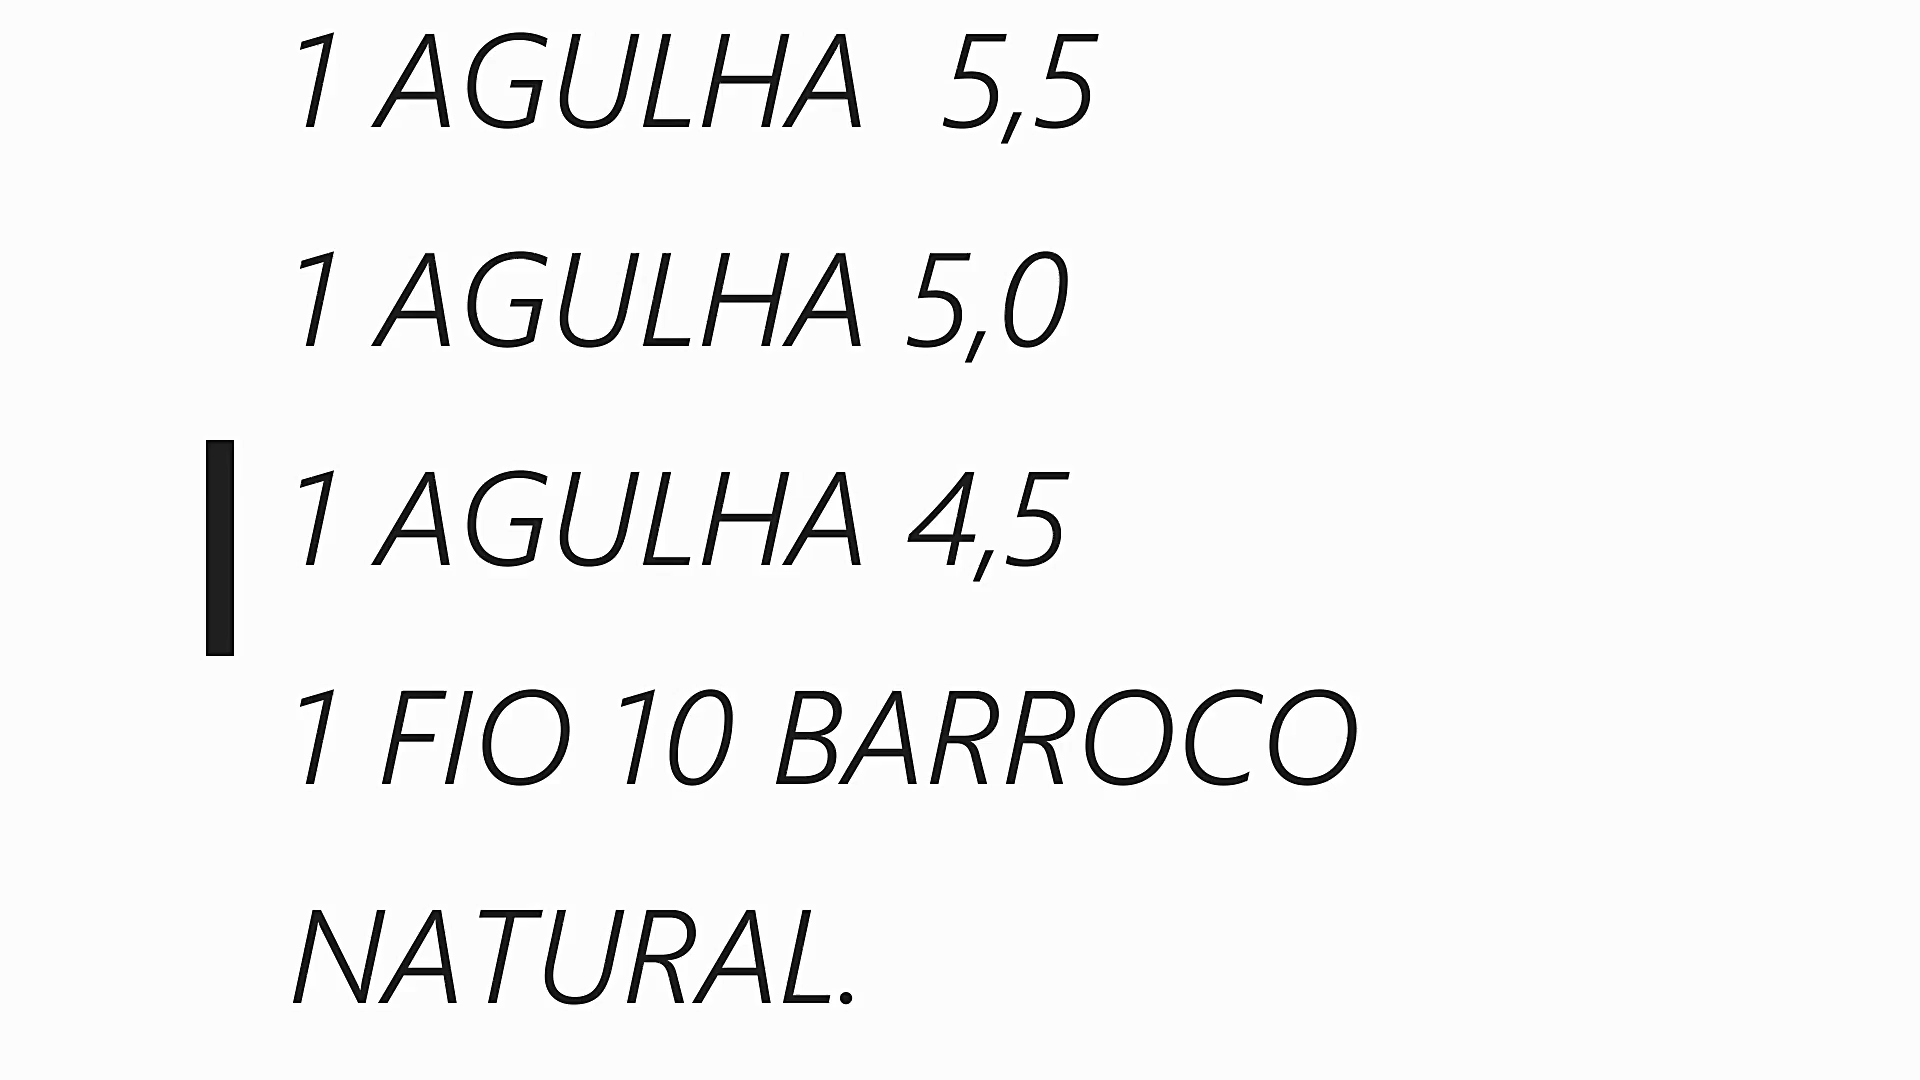 1 AGULHA  5,5
1 AGULHA 5,0
1 AGULHA 4,5
1 FIO 10 BARROCO
NATURAL.